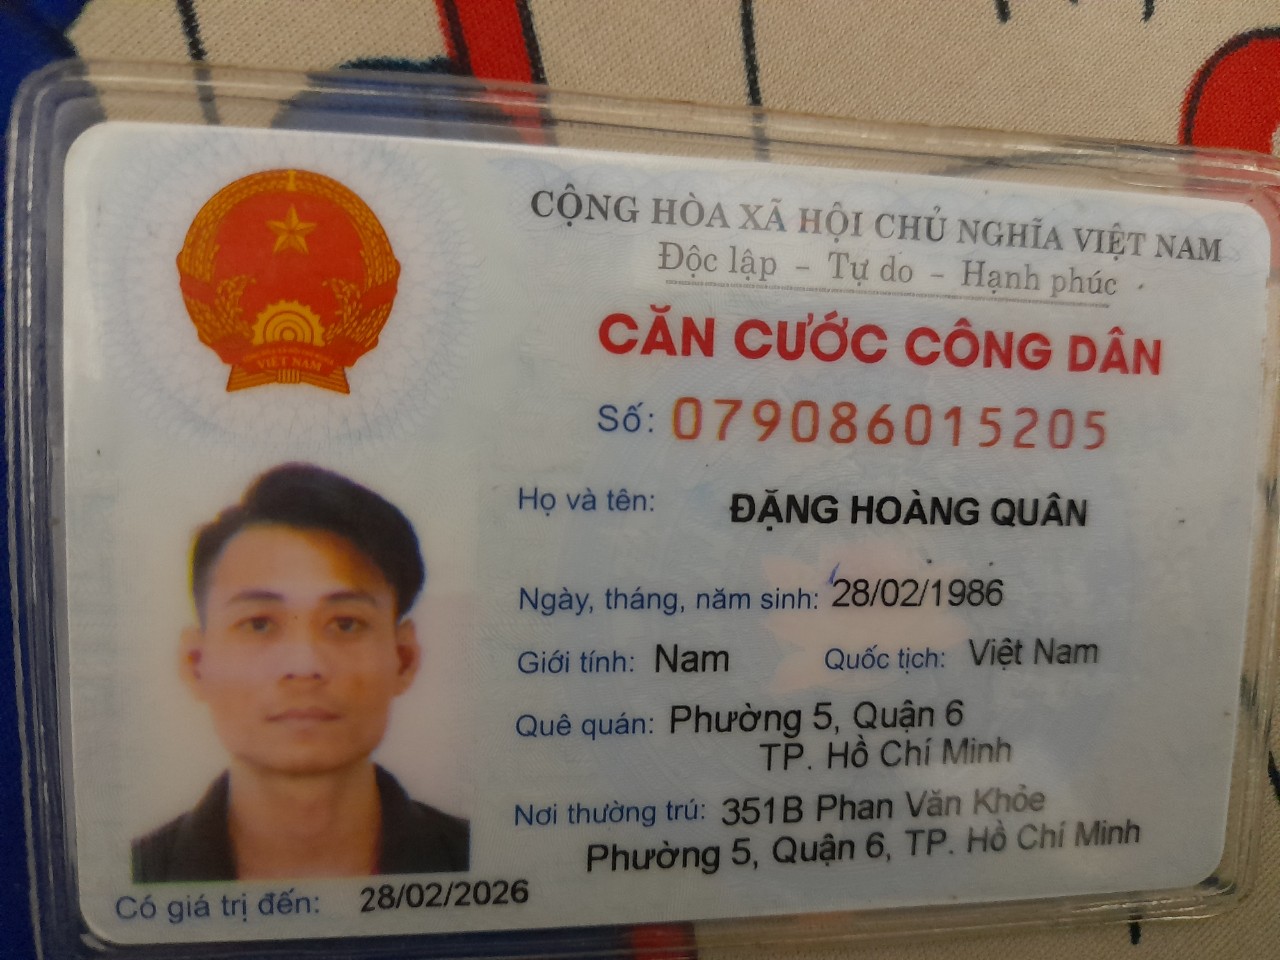 CỘNG HÒA XÃ HỘI CHỦ NGHĨA VIỆT NAM
Độc lập - Tự do - Hạnh phúc
CĂN CƯỚC CÔNG DÂN
Số: 079086015205
Họ và tên: ĐẶNG HOÀNG QUÂN
Ngày, tháng, năm sinh: 28/02/1986
Giới tính: Nam Quốc tịch: Việt Nam
Quê quán: Phường 5, Quận 6
TP. Hồ Chí Minh
Nơi thường trú: 351B Phan Văn Khỏe
Phường 5, Quận 6, TP. Hồ Chí Minh
Có giá trị đến: 28/02/2026
VIỆT NAM